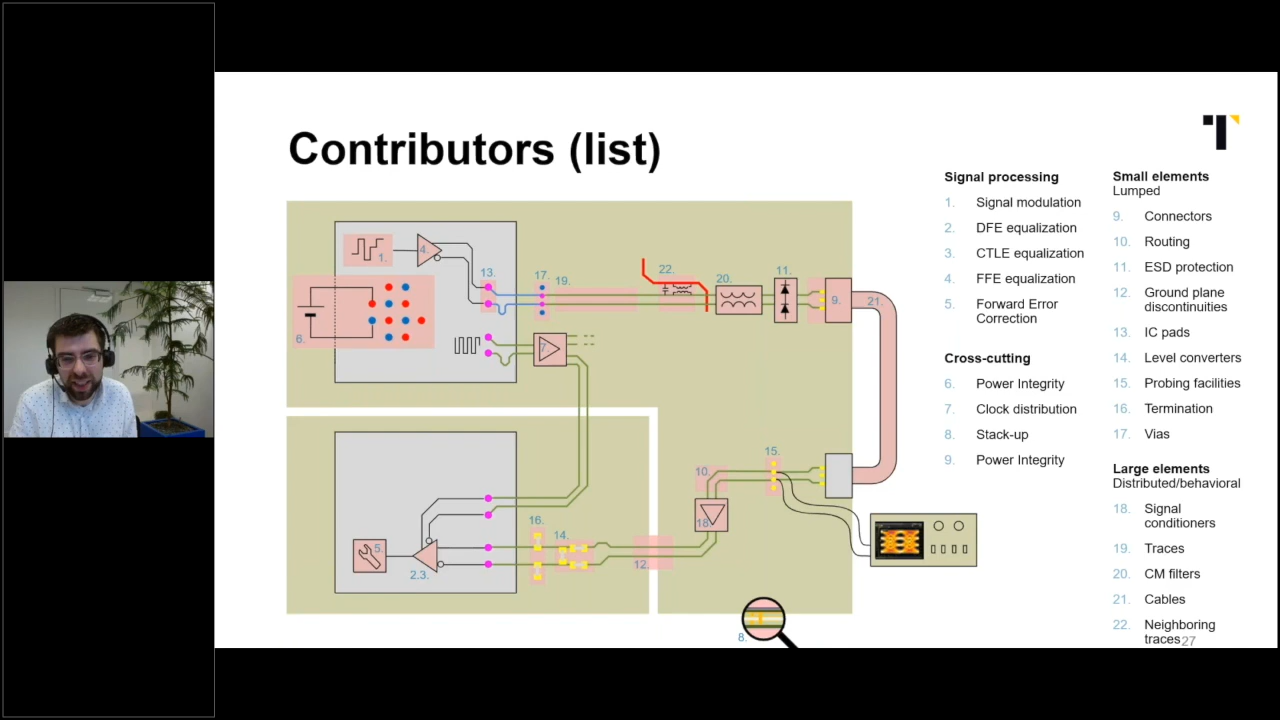 Contributors (list)
1.
4.
6.
13.
17.
19.
22.
20.
11.
9.
21.
7.
5.
2.3.
16.
14.
12.
10.
18.
15.
8.
Signal processing
1. Signal modulation
2. DFE equalization
3. CTLE equalization
4. FFE equalization
5. Forward Error
Correction
Cross-cutting
6. Power Integrity
7. Clock distribution
8. Stack-up
9. Power Integrity
Small elements
Lumped
9. Connectors
10. Routing
11. ESD protection
12. Ground plane
discontinuities
13. IC pads
14. Level converters
15. Probing facilities
16. Termination
17. Vias
Large elements
Distributed/behavioral
18. Signal
conditioners
19. Traces
20. CM filters
21. Cables
22. Neighboring
traces
27